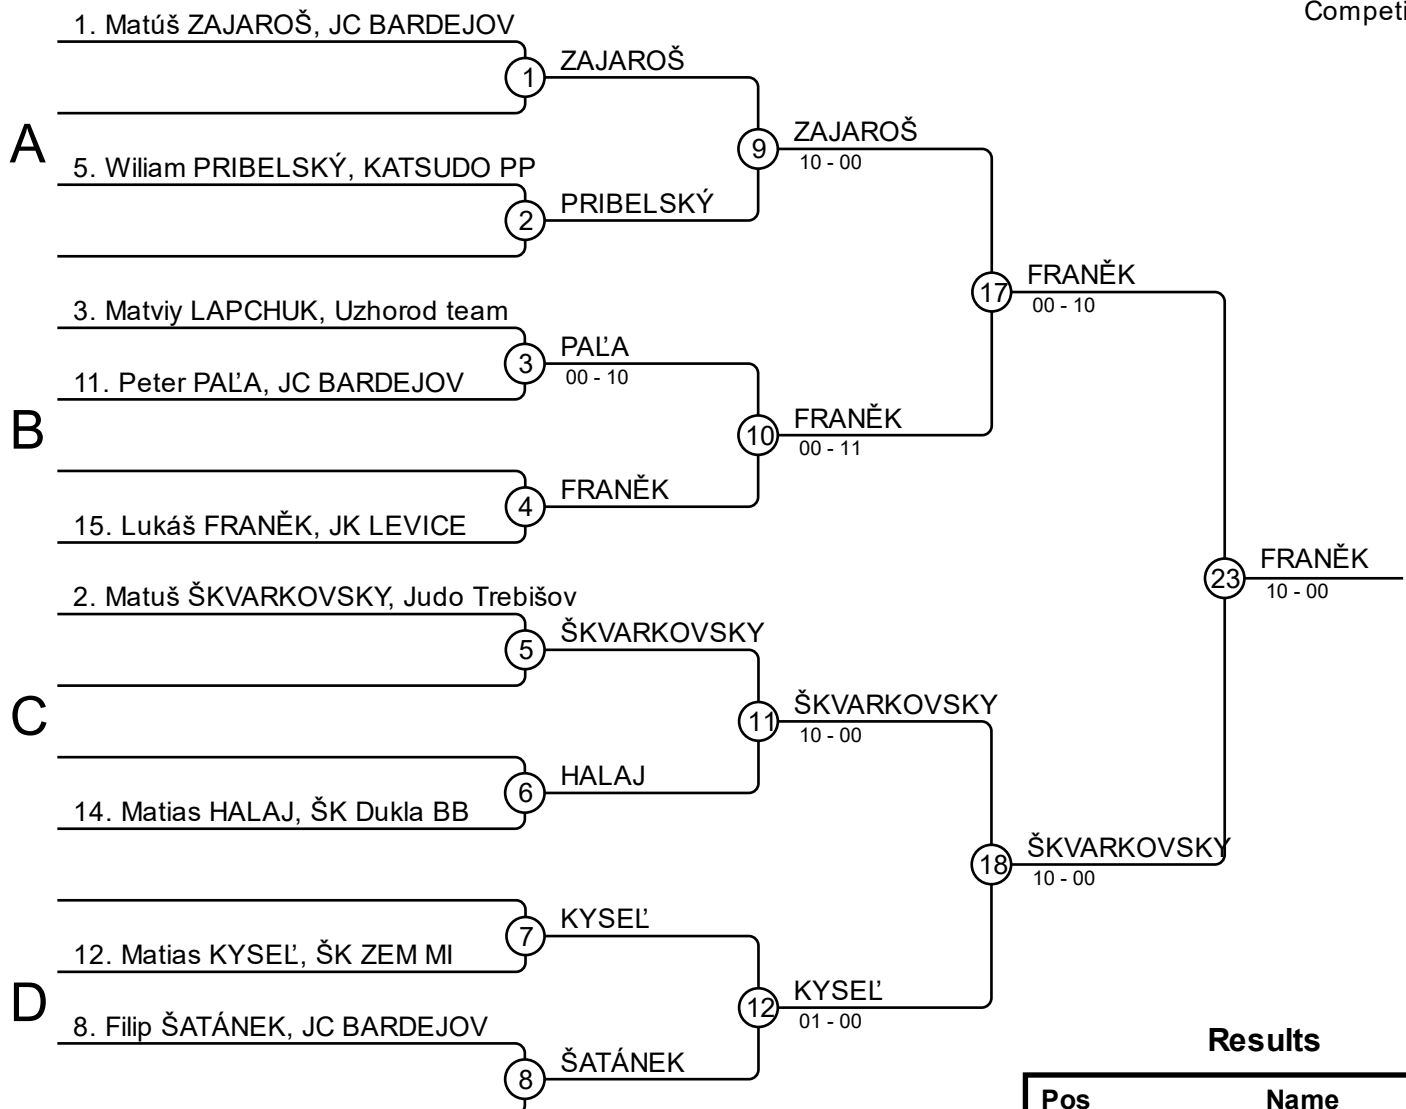 Competi
1. Matúš ZAJAROŠ, JC BARDEJOV
1
ZAJAROŠ
A
9
ZAJAROŠ
10 - 00
5. Wiliam PRIBELSKÝ, KATSUDO PP
2
PRIBELSKÝ
17
FRANĚK
00 - 10
3. Matviy LAPCHUK, Uzhorod team
3
PAĽA
00 - 10
11. Peter PAĽA, JC BARDEJOV
B
10
FRANĚK
00 - 11
4
FRANĚK
15. Lukáš FRANĚK, JK LEVICE
23
FRANĚK
10 - 00
2. Matuš ŠKVARKOVSKY, Judo Trebišov
5
ŠKVARKOVSKY
C
11
ŠKVARKOVSKY
10 - 00
6
HALAJ
14. Matias HALAJ, ŠK Dukla BB
18
ŠKVARKOVSKY
10 - 00
7
KYSEĽ
12. Matias KYSEĽ, ŠK ZEM MI
D
12
KYSEĽ
01 - 00
8. Filip ŠATÁNEK, JC BARDEJOV
8
ŠATÁNEK
Results
Pos Name